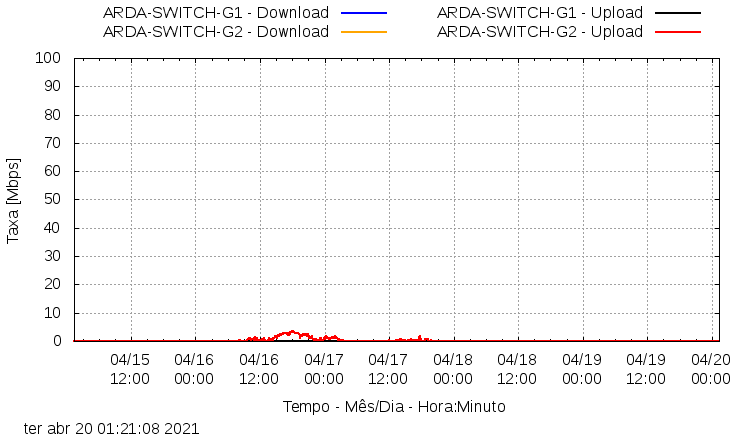 ARDA-SWITCH-G1 - Download ARDA-SWITCH-G1 - Upload
ARDA-SWITCH-G2 - Download ARDA-SWITCH-G2 - Upload
100
90
80
70
60
50
40
30
20
10
0
Taxa [Mbps]
04/15 04/16 04/16 04/17 04/17 04/18 04/18 04/19 04/19 04/20
12:00 00:00 12:00 00:00 12:00 00:00 12:00 00:00 12:00 00:00
Tempo - Mês/Dia - Hora:Minuto
ter abr 20 01:21:08 2021